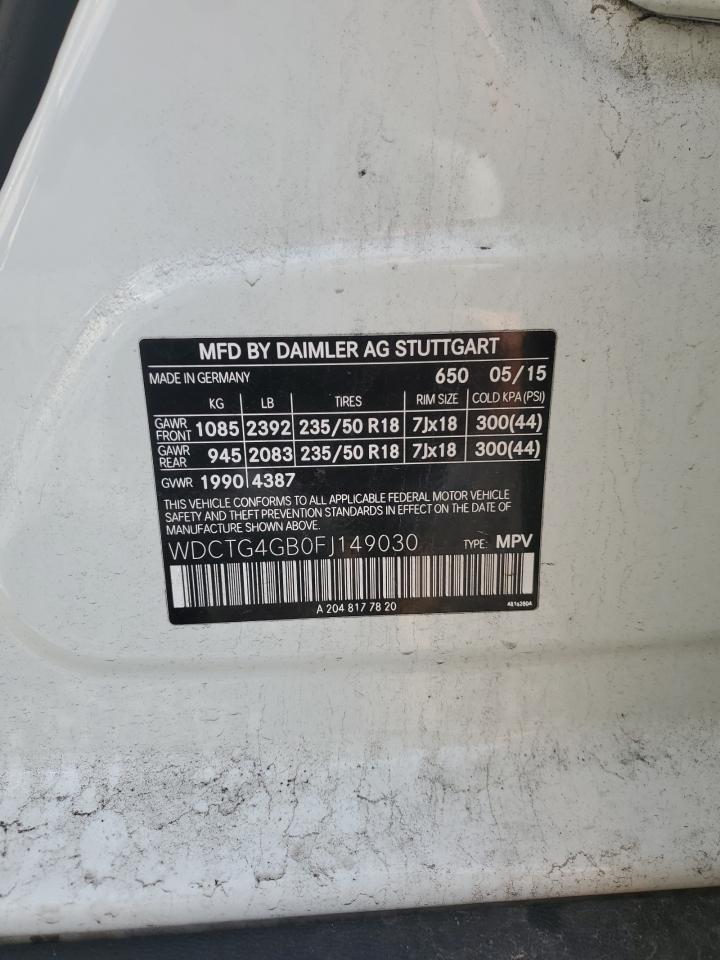 MFD BY DAIMLER AG STUTTGART
MADE IN GERMANY 650 05/15
KG LB TIRES RIM SIZE COLD KPA (PSI)
GAWR FRONT 1085 2392 235/50 R18 7Jx18 300(44)
GAWR REAR 945 2083 235/50 R18 7Jx18 300(44)
GVWR 1990 4387
THIS VEHICLE CONFORMS TO ALL APPLICABLE FEDERAL MOTOR VEHICLE
SAFETY AND THEFT PREVENTION STANDARDS IN EFFECT ON THE DATE OF
MANUFACTURE SHOWN ABOVE.
WDCTG4GB0FJ149030 TYPE: MPV
A 204 817 78 20